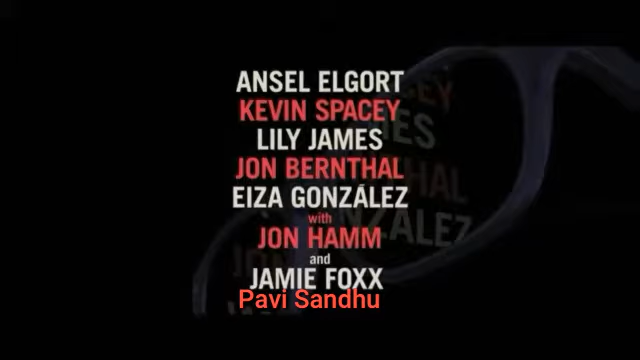 ANSEL ELGORT
KEVIN SPACEY
LILY JAMES
JON BERNTHAL
EIZA GONZÁLEZ
with
JON HAMM
and
JAMIE FOXX
Pavi Sandhu